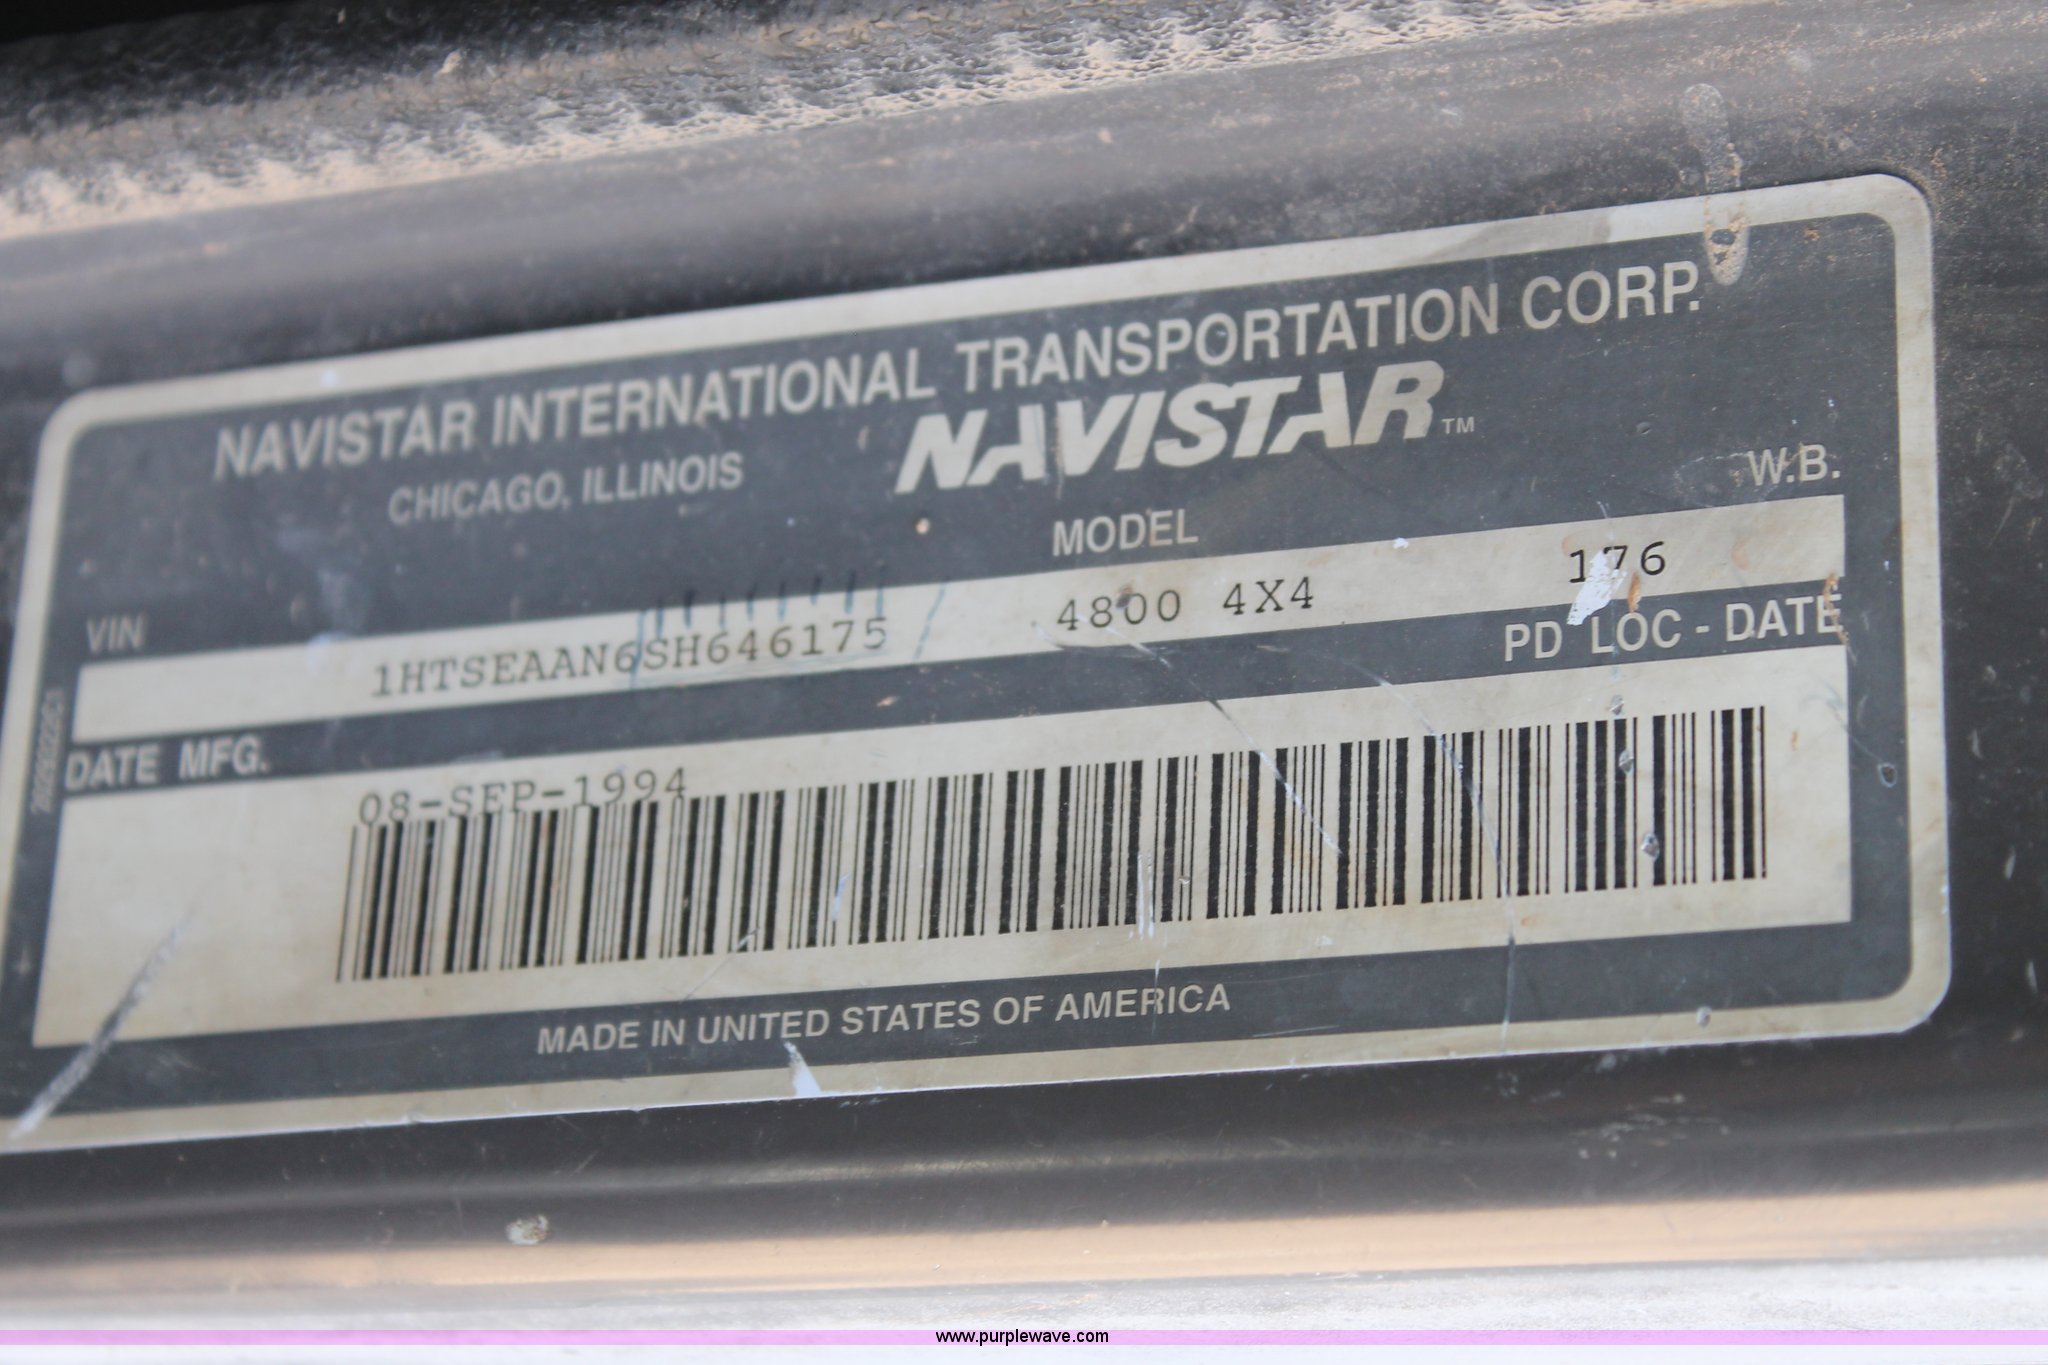 NAVISTAR INTERNATIONAL TRANSPORTATION CORP.
CHICAGO, ILLINOIS
NAVISTAR™
VIN
MODEL
W.B.
1HTSEAAN6SH646175
4800 4X4
176
DATE MFG.
PD LOC - DATE
08-SEP-1994
MADE IN UNITED STATES OF AMERICA
www.purplewave.com